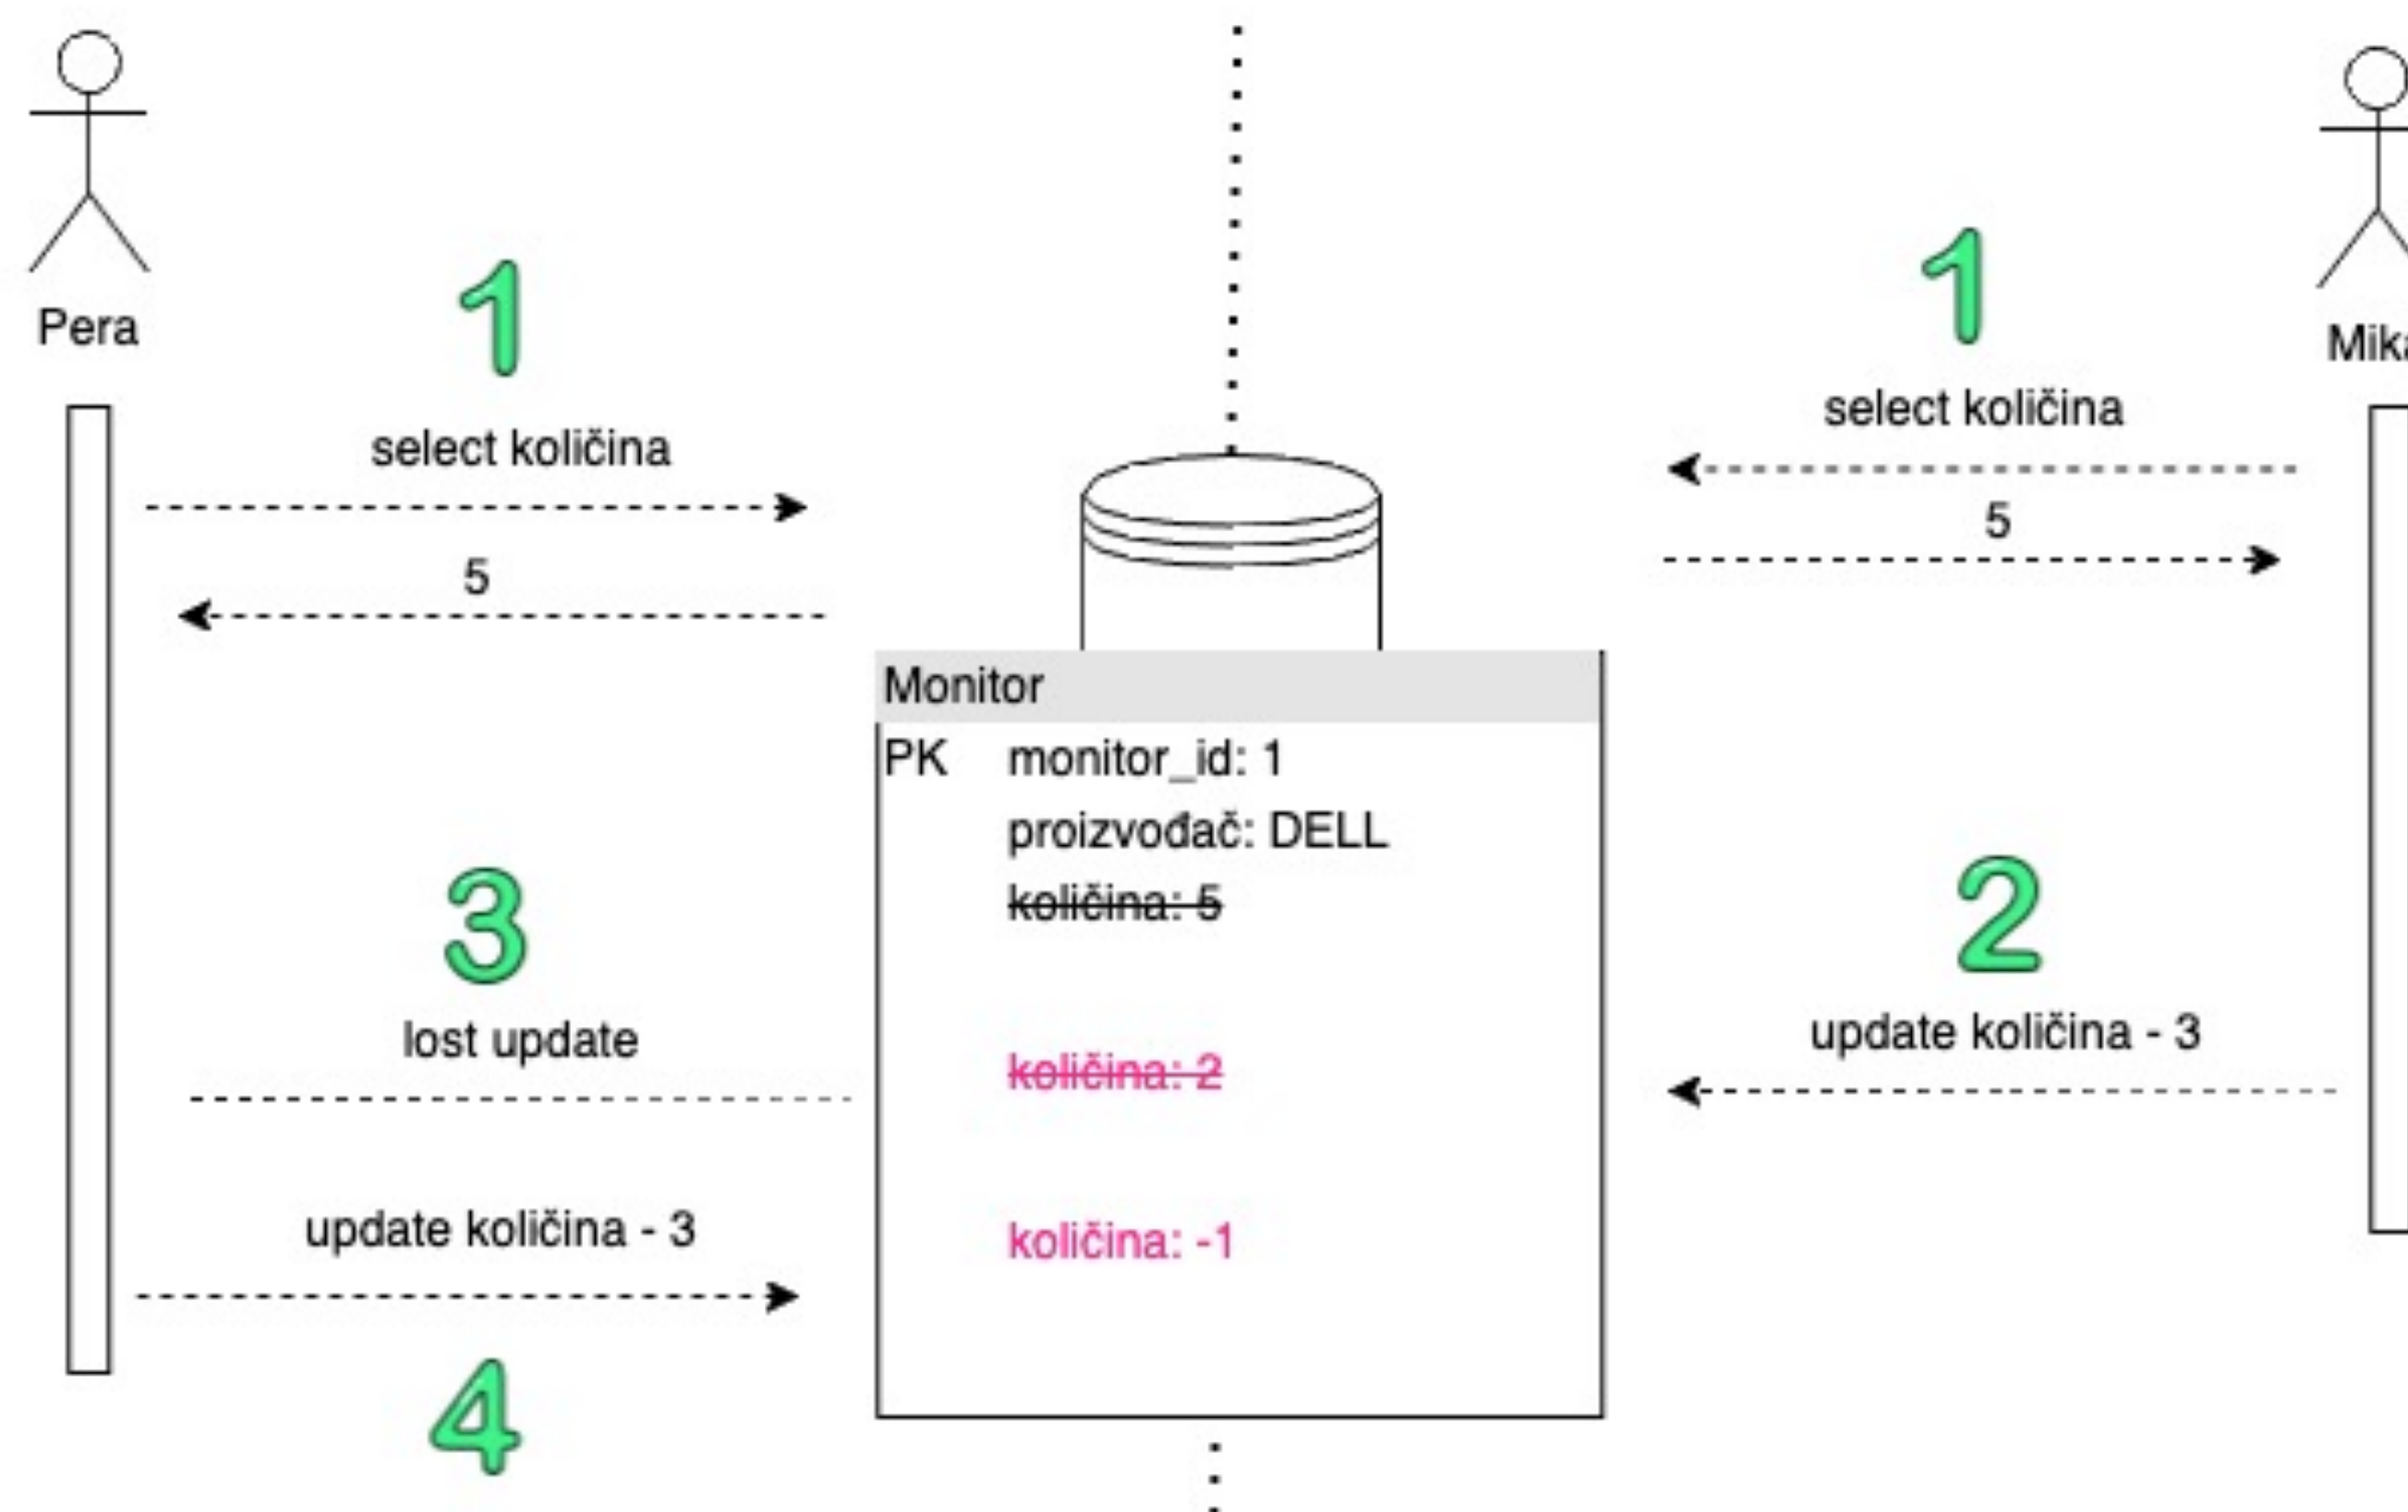 Pera
1
select količina
5
3
lost update
update količina - 3
4
Monitor
PK monitor_id: 1
proizvođač: DELL
količina: 5
količina: 2
količina: -1
1
Mika
select količina
5
2
update količina - 3